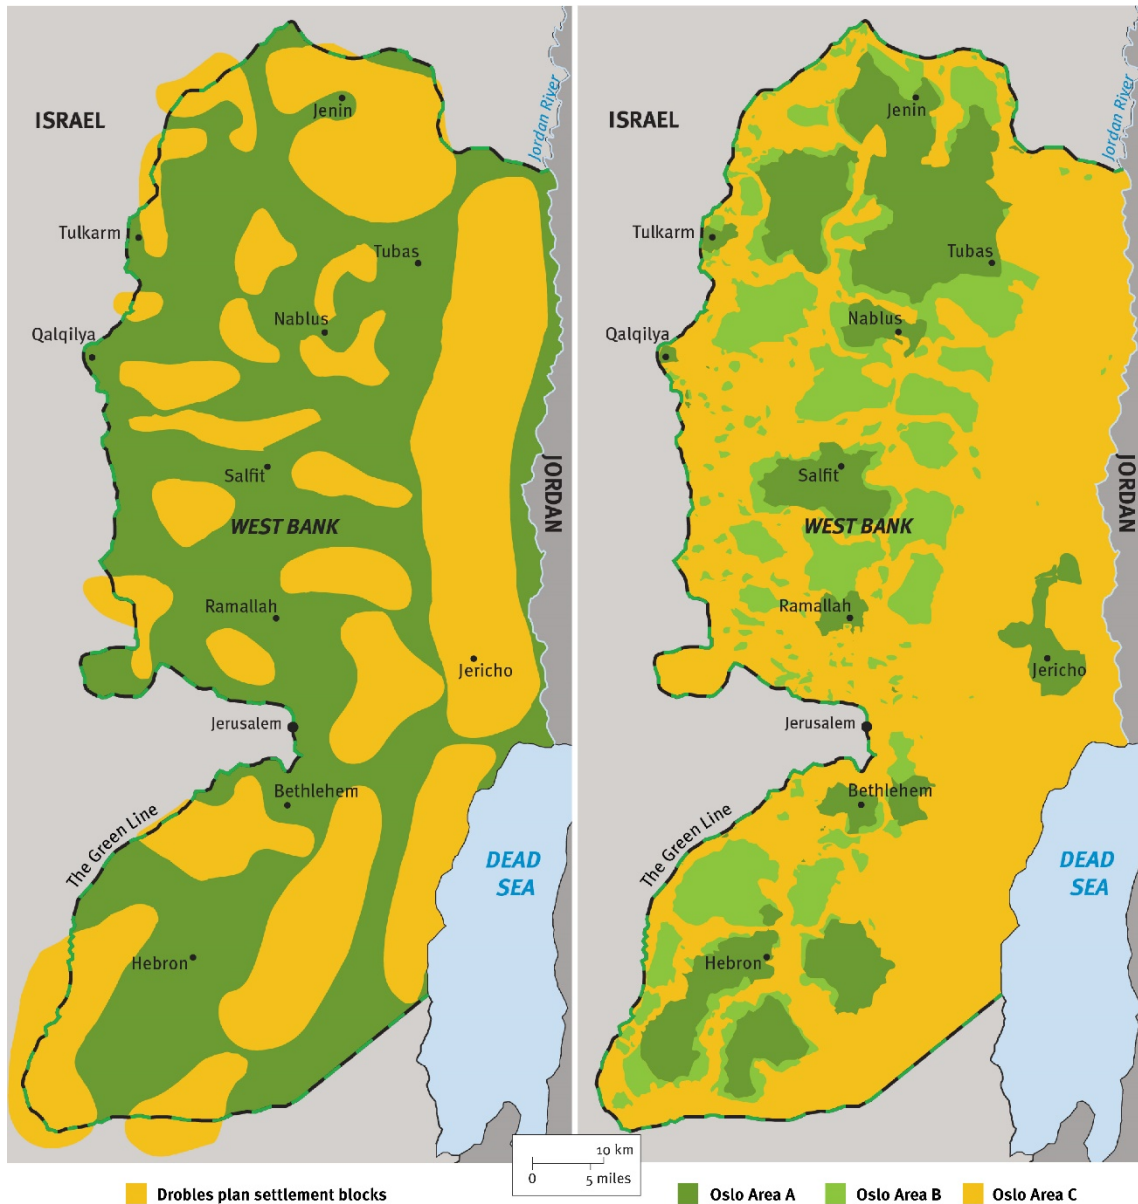 ISRAEL
Jordan River
Jenin
Tulkarm
Tubas
Nablus
Qalqilya
Salfit
JORDAN
WEST BANK
Ramallah
Jericho
Jerusalem
Bethlehem
The Green Line
DEAD
SEA
Hebron
ISRAEL
Jordan River
Jenin
Tulkarm
Tubas
Nablus
Qalqilya
Salfit
WEST BANK
Ramallah
Jericho
Jerusalem
Bethlehem
The Green Line
DEAD
SEA
Hebron
10 km
0
5 miles
Drobles plan settlement blocks
Oslo Area A
Oslo Area B
Oslo Area C